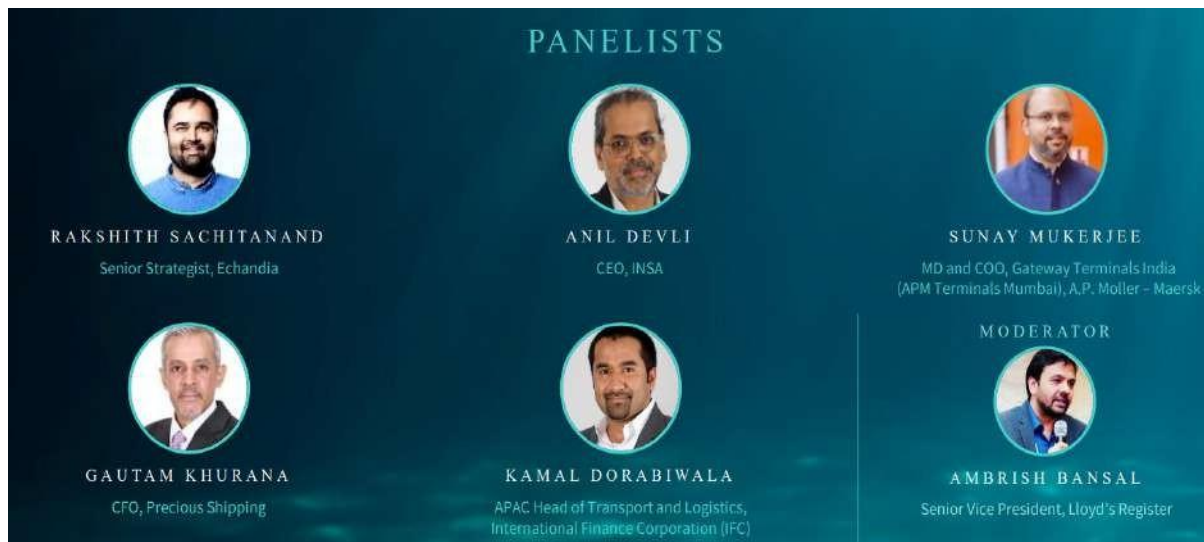 PANELISTS
RAKSHITH SACHITANAND
Senior Strategist, Echandia
ANIL DEVLI
CEO, INSA
SUNAY MUKERJEE
MD and COO, Gateway Terminals India
(APM Terminals Mumbai), A.P. Moller – Maersk
GAUTAM KHURANA
CFO, Precious Shipping
KAMAL DORABIWALA
APAC Head of Transport and Logistics,
International Finance Corporation (IFC)
MODERATOR
AMBRISH BANSAL
Senior Vice President, Lloyd's Register